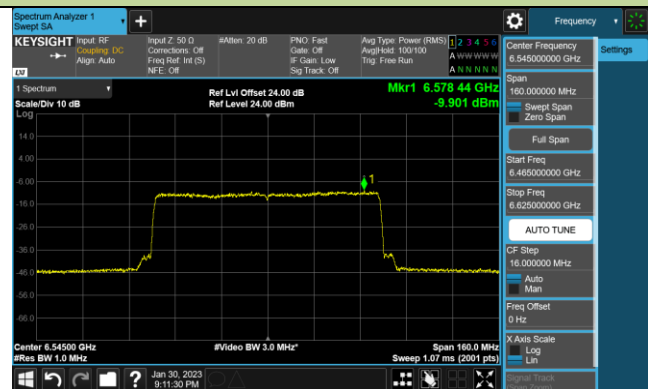 Spectrum Analyzer 1
Swept SA
+
Frequency
KEYSIGHT
Input: RF
Coupling: DC
Align: Auto
Input Z: 50 Ω
Corrections: Off
Freq Ref: Int (S)
NFE: Off
#Atten: 20 dB
PNO: Fast
Gate: Off
IF Gain: Low
Sig Track: Off
Avg Type: Power (RMS)
Avg|Hold: 100/100
Trig: Free Run
1 2 3 4 5 6
A W W W W W
A N N N N N
LXI
1 Spectrum
Scale/Div 10 dB
Log
Ref Lvl Offset 24.00 dB
Ref Level 24.00 dBm
Mkr1 6.578 44 GHz
-9.901 dBm
14.0
4.00
-6.00
-16.0
-26.0
-36.0
-46.0
-56.0
-66.0
1
Center 6.54500 GHz
#Res BW 1.0 MHz
#Video BW 3.0 MHz*
Span 160.0 MHz
Sweep 1.07 ms (2001 pts)
Jan 30, 2023
9:11:30 PM
Center Frequency
6.545000000 GHz
Span
160.000000 MHz
Swept Span
Zero Span
Full Span
Start Freq
6.465000000 GHz
Stop Freq
6.625000000 GHz
AUTO TUNE
CF Step
16.000000 MHz
Auto
Man
Freq Offset
0 Hz
X Axis Scale
Log
Lin
Signal Track
(Span Zoom)
Settings